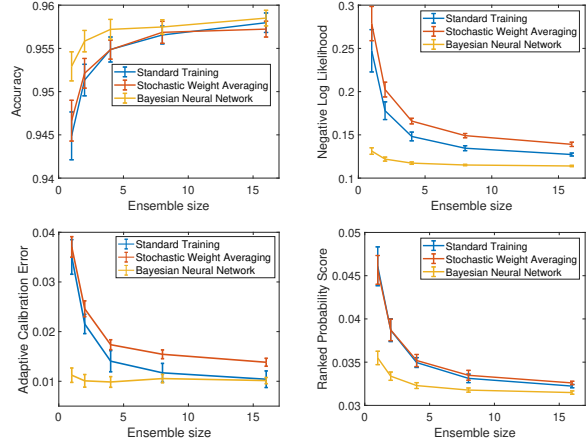 0.96
0.955
0.95
0.945
0.94
Accuracy
Standard Training
Stochastic Weight Averaging
Bayesian Neural Network
0 5 10 15
Ensemble size
0.3
0.25
0.2
0.15
0.1
Negative Log Likelihood
Standard Training
Stochastic Weight Averaging
Bayesian Neural Network
0 5 10 15
Ensemble size
0.04
0.03
0.02
0.01
Adaptive Calibration Error
Standard Training
Stochastic Weight Averaging
Bayesian Neural Network
0 5 10 15
Ensemble size
0.05
0.045
0.04
0.035
0.03
Ranked Probability Score
Standard Training
Stochastic Weight Averaging
Bayesian Neural Network
0 5 10 15
Ensemble size